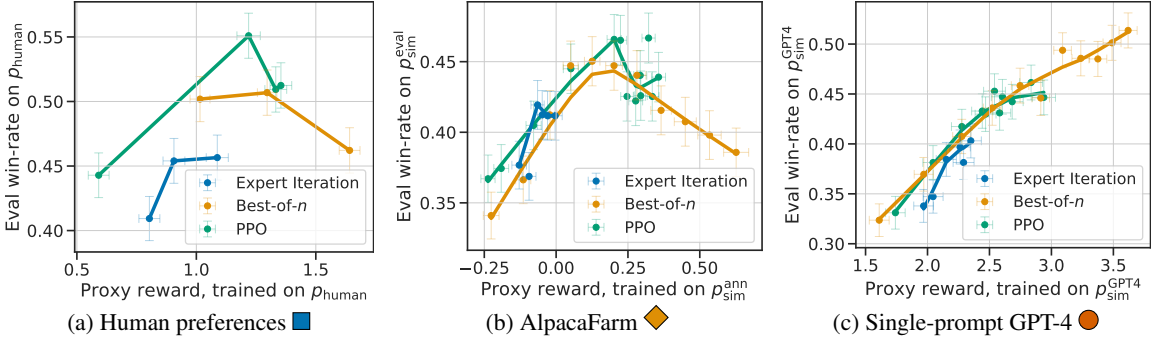 Eval win-rate on p_human
0.55
0.50
0.45
0.40
Expert Iteration
Best-of-n
PPO
0.5 1.0 1.5
Proxy reward, trained on p_human
(a) Human preferences
Eval win-rate on p_sim^eval
0.45
0.40
0.35
Expert Iteration
Best-of-n
PPO
−0.25 0.00 0.25 0.50
Proxy reward, trained on p_sim^ann
(b) AlpacaFarm
Eval win-rate on p_sim^GPT4
0.50
0.45
0.40
0.35
0.30
Expert Iteration
Best-of-n
PPO
1.5 2.0 2.5 3.0 3.5
Proxy reward, trained on p_sim^GPT4
(c) Single-prompt GPT-4